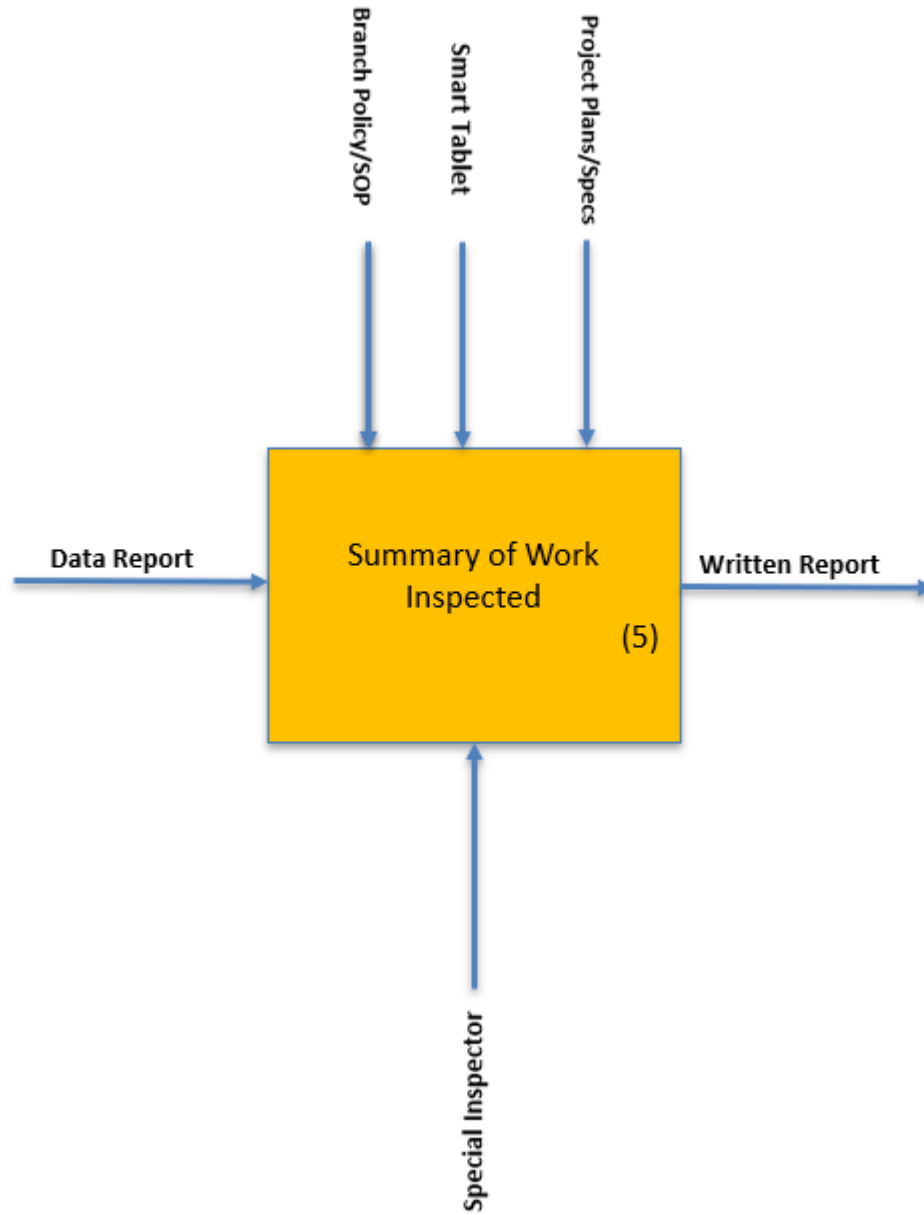 Branch Policy/SOP
Smart Tablet
Project Plans/Specs
Data Report
Summary of Work
Inspected
(5)
Written Report
Special Inspector